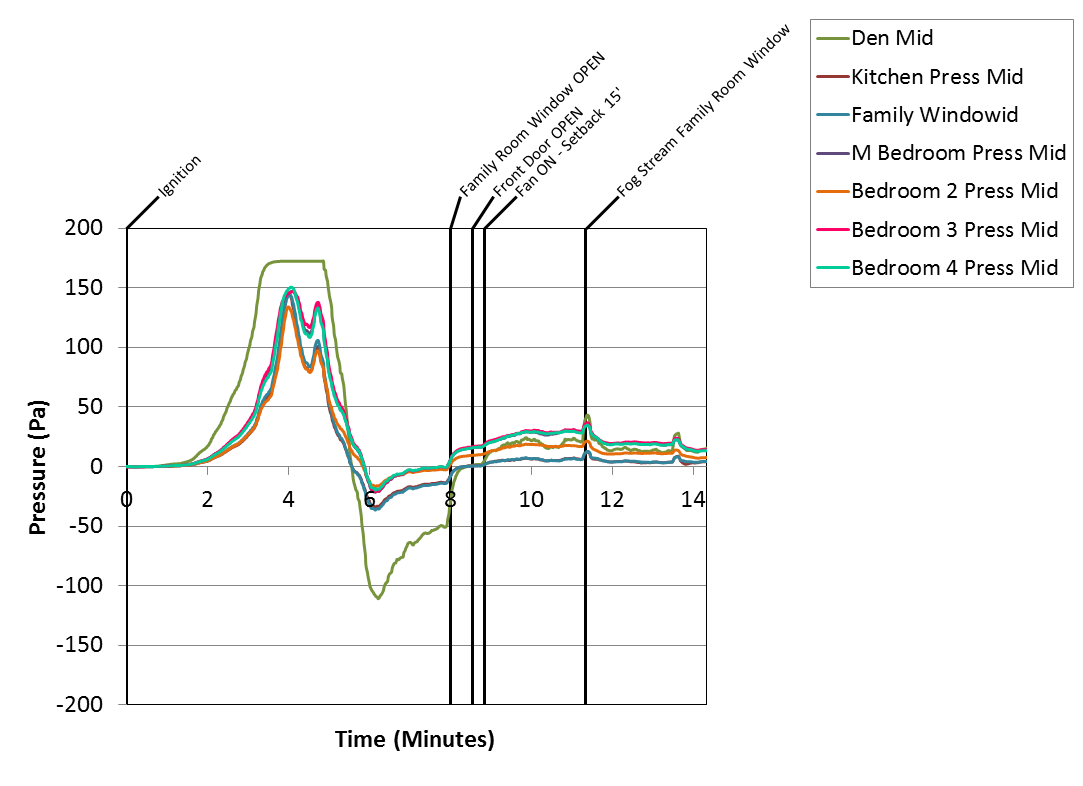 Ignition
Family Room Window OPEN
Front Door OPEN
Fan ON - Setback 15'
Fog Stream Family Room Window
Den Mid
Kitchen Press Mid
Family Windowid
M Bedroom Press Mid
Bedroom 2 Press Mid
Bedroom 3 Press Mid
Bedroom 4 Press Mid
Pressure (Pa)
200
150
100
50
0
-50
-100
-150
-200
0 2 4 6 8 10 12 14
Time (Minutes)